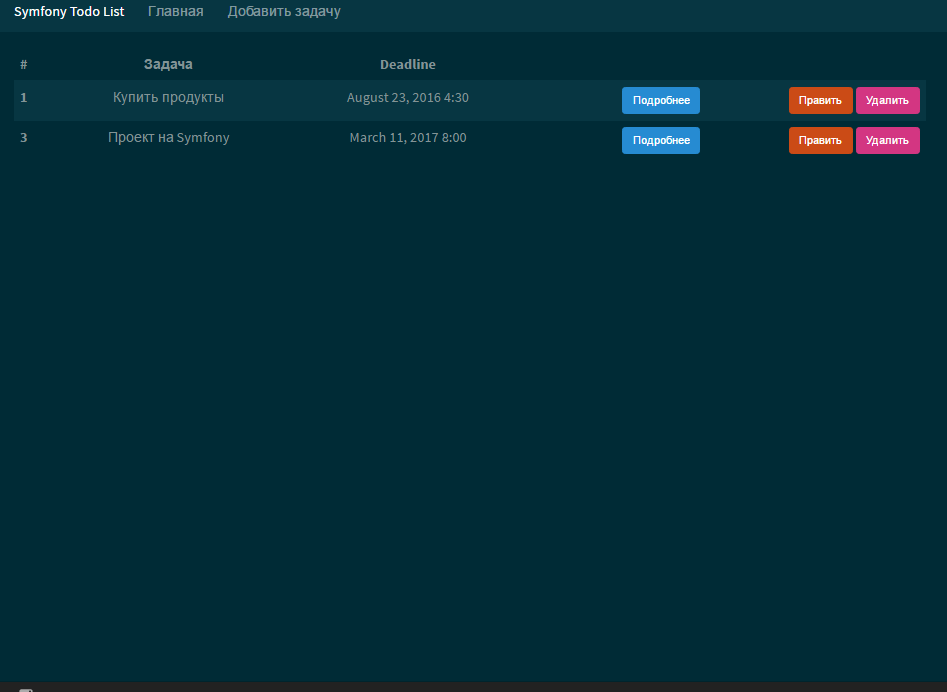 Symfony Todo List Главная Добавить задачу
# Задача Deadline
1 Купить продукты August 23, 2016 4:30 Подробнее Править Удалить
3 Проект на Symfony March 11, 2017 8:00 Подробнее Править Удалить